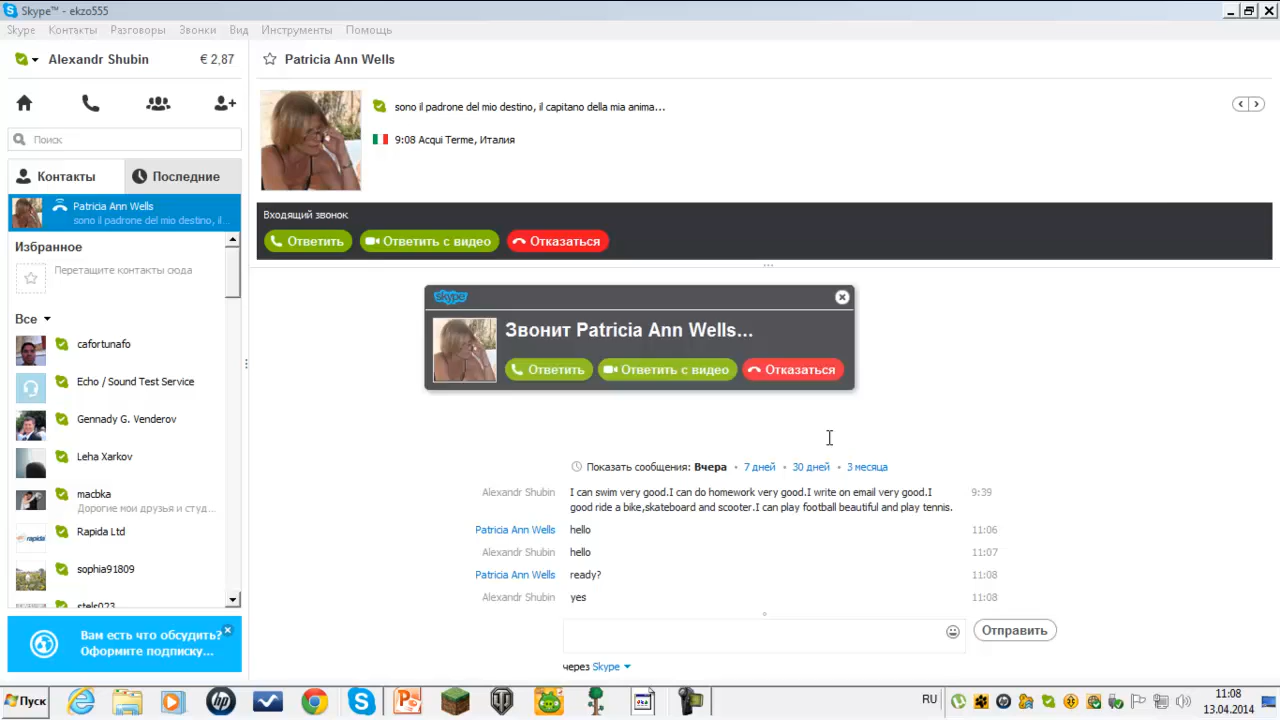 Skype™ - ekzo555
Skype Контакты Разговоры Звонки Вид Инструменты Помощь
Alexandr Shubin € 2,87
Поиск
Контакты Последние
Patricia Ann Wells
sono il padrone del mio destino, il...
Избранное
Перетащите контакты сюда
Все
cafortunafo
Echo / Sound Test Service
Gennady G. Venderov
Leha Xarkov
macbka
Дорогие мои друзья и студ...
Rapida Ltd
sophia91809
stels023
Вам есть что обсудить?
Оформите подписку...
Patricia Ann Wells
sono il padrone del mio destino, il capitano della mia anima...
9:08 Acqui Terme, Италия
Входящий звонок
Ответить Ответить с видео Отказаться
skype
Звонит Patricia Ann Wells...
Ответить Ответить с видео Отказаться
Показать сообщения: Вчера • 7 дней • 30 дней • 3 месяца
Alexandr Shubin I can swim very good.I can do homework very good.I write on email very good.I 9:39
good ride a bike,skateboard and scooter.I can play football beautiful and play tennis.
Patricia Ann Wells hello 11:06
Alexandr Shubin hello 11:07
Patricia Ann Wells ready? 11:08
Alexandr Shubin yes 11:08
Отправить
через Skype
Пуск
RU
11:08
13.04.2014